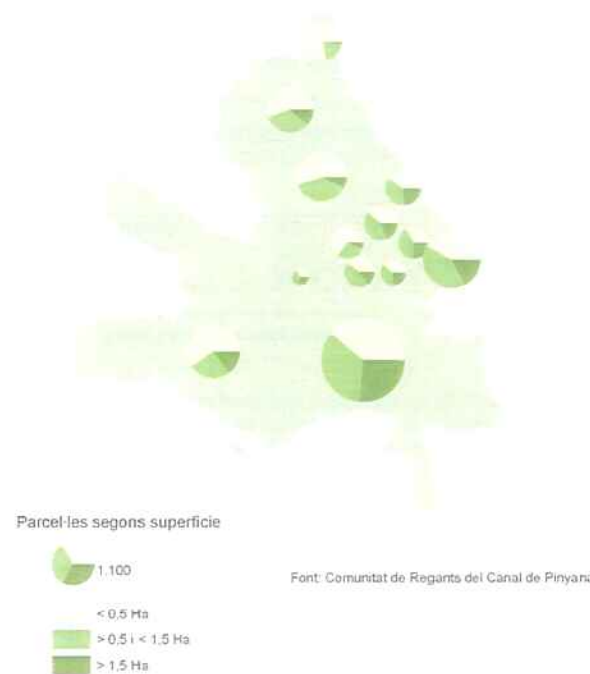 Parcel·les segons superfície
1.100
Font: Comunitat de Regants del Canal de Pinyana
< 0,5 Ha
> 0,5 i < 1,5 Ha
> 1,5 Ha